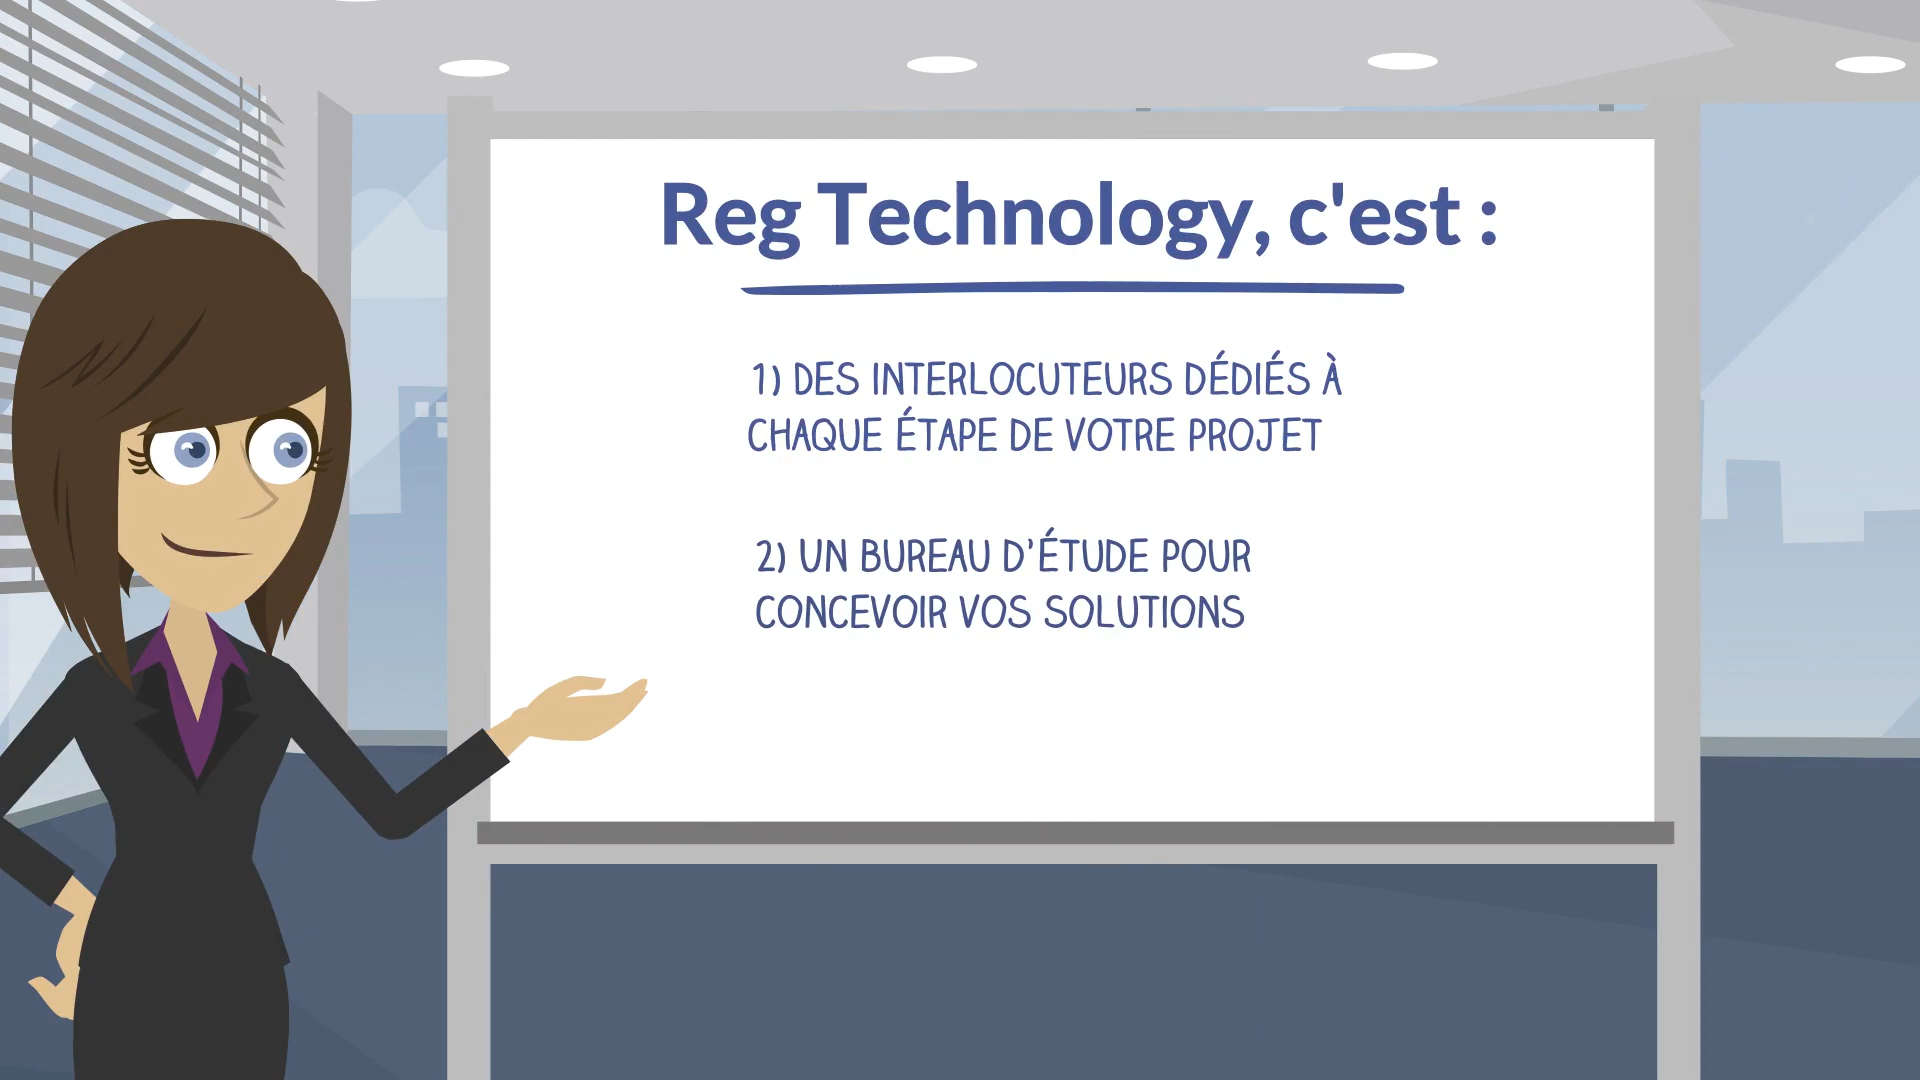 Reg Technology, c'est :
1) DES INTERLOCUTEURS DÉDIÉS À
CHAQUE ÉTAPE DE VOTRE PROJET
2) UN BUREAU D'ÉTUDE POUR
CONCEVOIR VOS SOLUTIONS